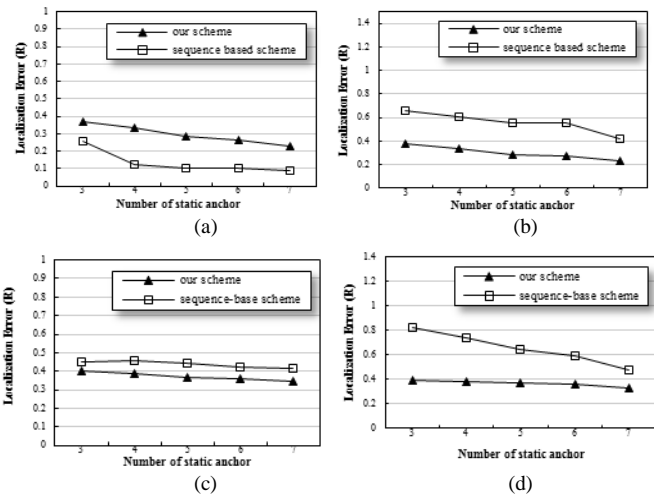 1
0.9
0.8
0.7
0.6
0.5
0.4
0.3
0.2
0.1
0
Localization Error (R)
our scheme
sequence based scheme
3 4 5 6 7
Number of static anchor
(a)
1.4
1.2
1
0.8
0.6
0.4
0.2
0
Localization Error (R)
our scheme
sequence based scheme
3 4 5 6 7
Number of static anchor
(b)
1
0.9
0.8
0.7
0.6
0.5
0.4
0.3
0.2
0.1
0
Localization Error (R)
our scheme
sequence-base scheme
3 4 5 6 7
Number of static anchor
(c)
1.4
1.2
1
0.8
0.6
0.4
0.2
0
Localization Error (R)
our scheme
sequence-base scheme
3 4 5 6 7
Number of static anchor
(d)